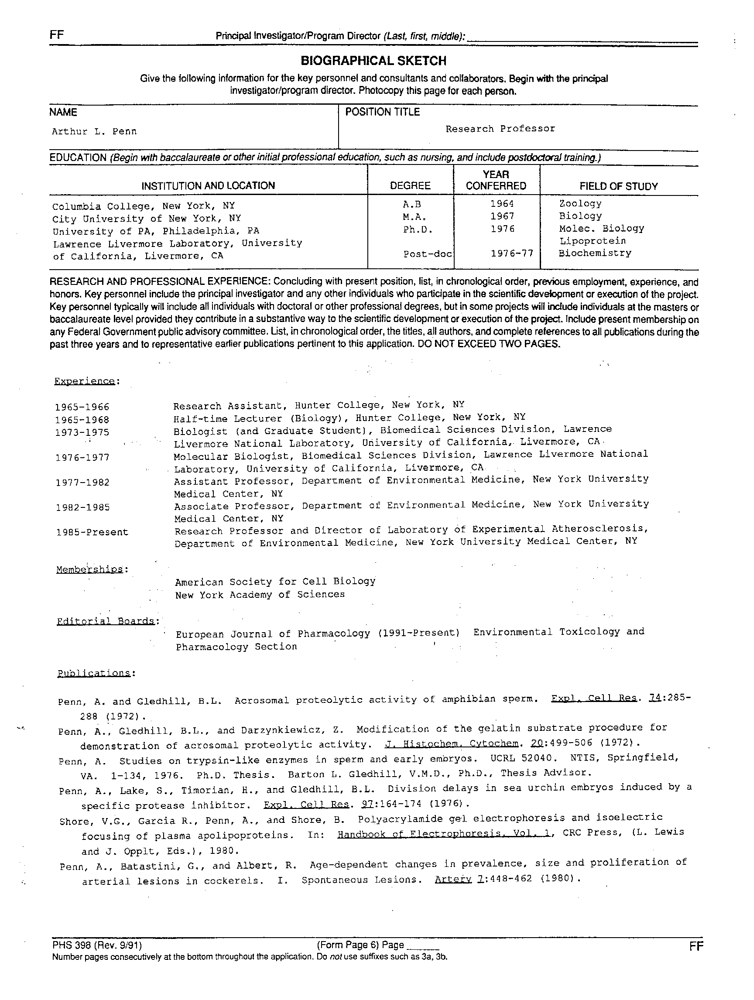 FF Principal Investigator/Program Director (Last, first, middle):
BIOGRAPHICAL SKETCH
Give the following information for the key personnel and consultants and collaborators. Begin with the principal
investigator/program director. Photocopy this page for each person.
NAME POSITION TITLE
Arthur L. Penn Research Professor
EDUCATION (Begin with baccalaureate or other initial professional education, such as nursing, and include postdoctoral training.)
INSTITUTION AND LOCATION DEGREE YEAR CONFERRED FIELD OF STUDY
Columbia College, New York, NY A.B 1964 Zoology
City University of New York, NY M.A. 1967 Biology
University of PA, Philadelphia, PA Ph.D. 1976 Molec. Biology
Lawrence Livermore Laboratory, University Lipoprotein
of California, Livermore, CA Post-doc 1976-77 Biochemistry
RESEARCH AND PROFESSIONAL EXPERIENCE: Concluding with present position, list, in chronological order, previous employment, experience, and
honors. Key personnel include the principal investigator and any other individuals who participate in the scientific development or execution of the project.
Key personnel typically will include all individuals with doctoral or other professional degrees, but in some projects will include individuals at the masters or
baccalaureate level provided they contribute in a substantive way to the scientific development or execution of the project. Include present membership on
any Federal Government public advisory committee. List, in chronological order, the titles, all authors, and complete references to all publications during the
past three years and to representative earlier publications pertinent to this application. DO NOT EXCEED TWO PAGES.
Experience:
1965-1966 Research Assistant, Hunter College, New York, NY
1965-1968 Half-time Lecturer (Biology), Hunter College, New York, NY
1973-1975 Biologist (and Graduate Student), Biomedical Sciences Division, Lawrence
Livermore National Laboratory, University of California, Livermore, CA
1976-1977 Molecular Biologist, Biomedical Sciences Division, Lawrence Livermore National
Laboratory, University of California, Livermore, CA
1977-1982 Assistant Professor, Department of Environmental Medicine, New York University
Medical Center, NY
1982-1985 Associate Professor, Department of Environmental Medicine, New York University
Medical Center, NY
1985-Present Research Professor and Director of Laboratory of Experimental Atherosclerosis,
Department of Environmental Medicine, New York University Medical Center, NY
Memberships:
American Society for Cell Biology
New York Academy of Sciences
Editorial Boards:
European Journal of Pharmacology (1991-Present) Environmental Toxicology and
Pharmacology Section
Publications:
Penn, A. and Gledhill, B.L. Acrosomal proteolytic activity of amphibian sperm. Expl. Cell Res. 74:285-
288 (1972).
Penn, A., Gledhill, B.L., and Darzynkiewicz, Z. Modification of the gelatin substrate procedure for
demonstration of acrosomal proteolytic activity. J. Histochem. Cytochem. 20:499-506 (1972).
Penn, A. Studies on trypsin-like enzymes in sperm and early embryos. UCRL 52040. NTIS, Springfield,
VA. 1-134, 1976. Ph.D. Thesis. Barton L. Gledhill, V.M.D., Ph.D., Thesis Advisor.
Penn, A., Lake, S., Timorian, H., and Gledhill, B.L. Division delays in sea urchin embryos induced by a
specific protease inhibitor. Expl. Cell Res. 97:164-174 (1976).
Shore, V.G., Garcia R., Penn, A., and Shore, B. Polyacrylamide gel electrophoresis and isoelectric
focusing of plasma apolipoproteins. In: Handbook of Electrophoresis, Vol. 1, CRC Press, (L. Lewis
and J. Opplt, Eds.), 1980.
Penn, A., Batastini, G., and Albert, R. Age-dependent changes in prevalence, size and proliferation of
arterial lesions in cockerels. I. Spontaneous Lesions. Artery 7:448-462 (1980).
PHS 398 (Rev. 9/91) (Form Page 6) Page FF
Number pages consecutively at the bottom throughout the application. Do not use suffixes such as 3a, 3b.